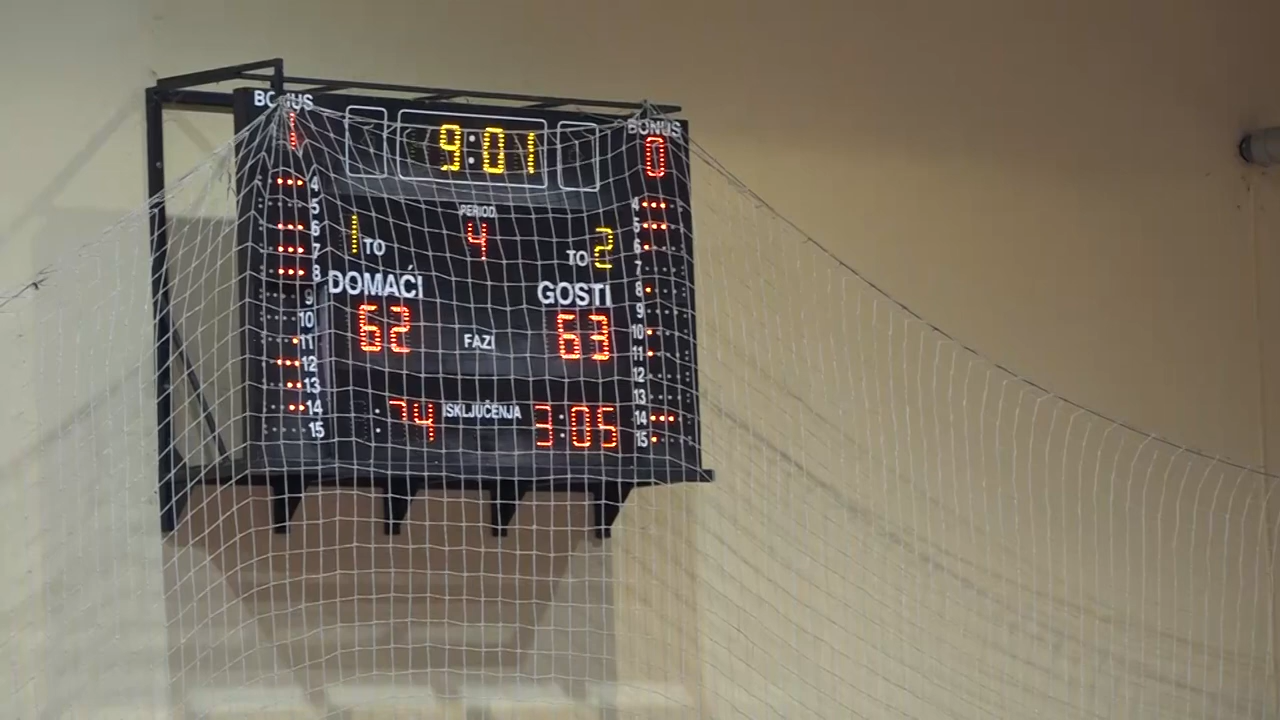 BONUS 9:01 BONUS
1 0
4 4
5 PERIOD 5
6 1 TO 4 TO 2 6
7 7
8 DOMAĆI GOSTI 8
9 9
10 62 63 10
11 FAZI 11
12 12
13 13
14 74 ISKLJUČENJA 3:05 14
15 15